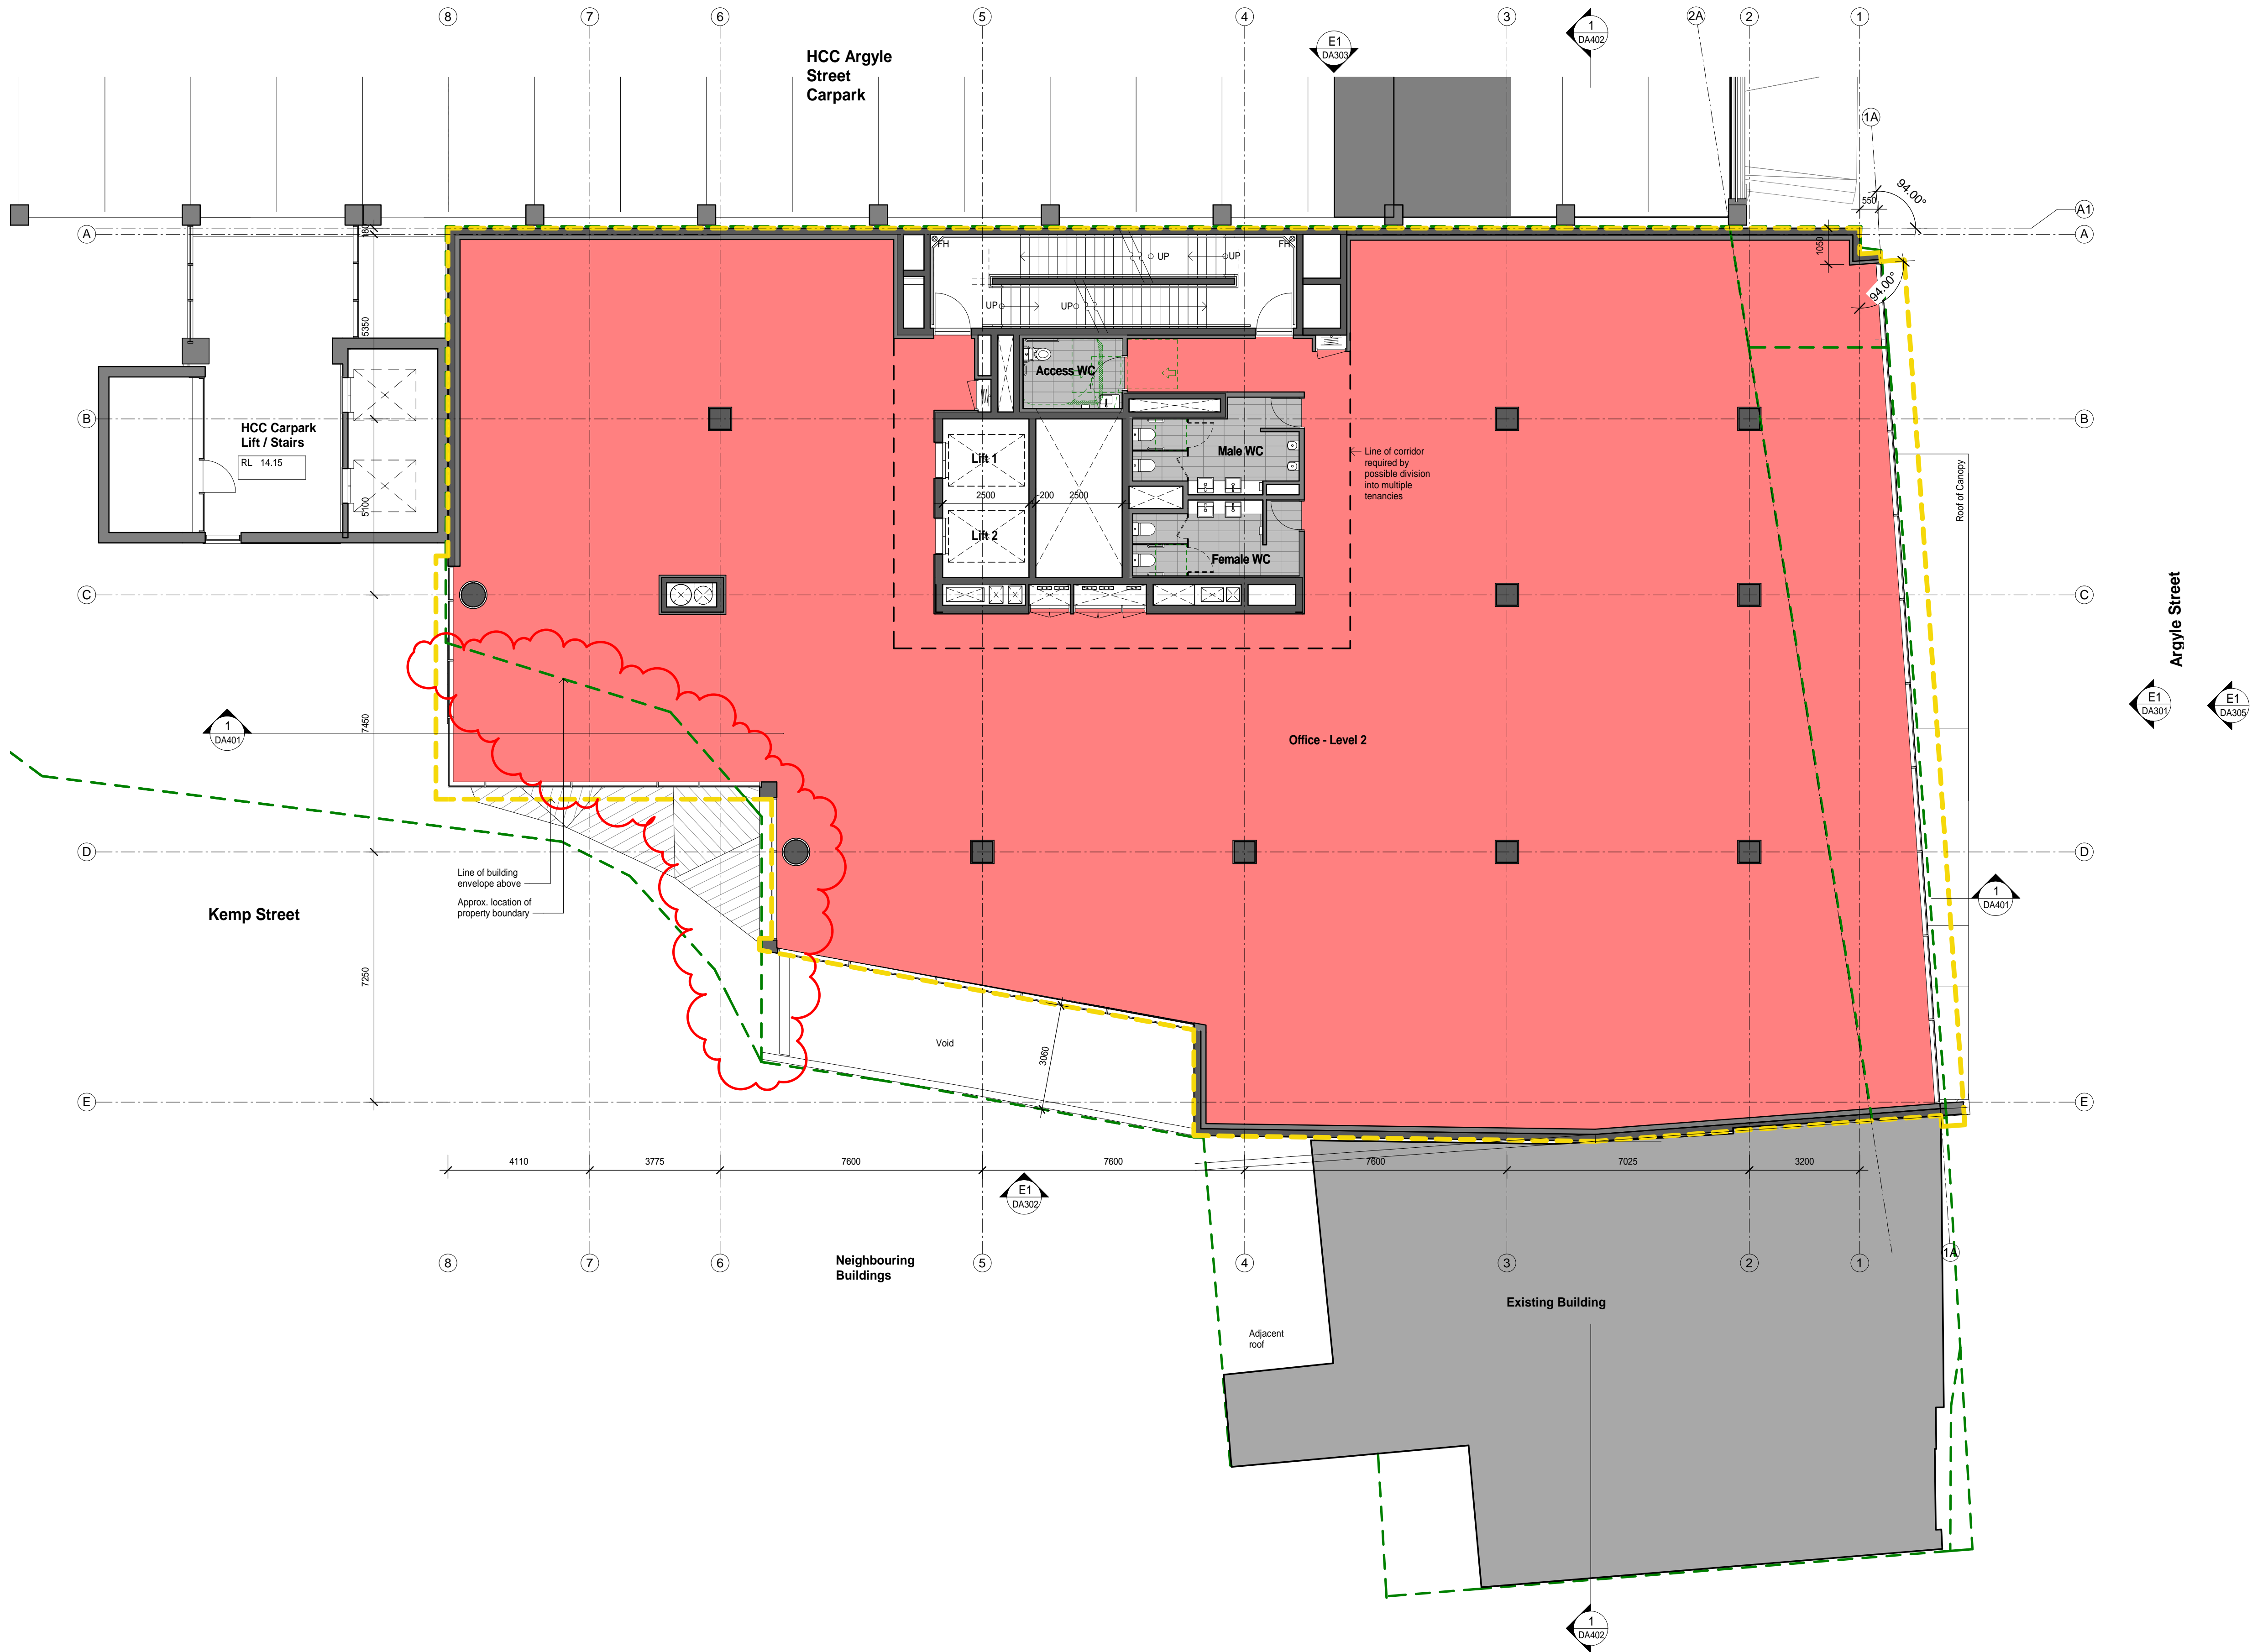 8
7
6
5
4
3
2A
2
1
HCC Argyle
Street
Carpark
E1
DA303
1
DA402
1A
94.00°
550
A1
A
A
180
1050
94.00°
FH
FH
UP
UP
UP
UP
5350
Access WC
B
B
HCC Carpark
Lift / Stairs
RL 14.15
Lift 1
Male WC
Line of corridor
required by
possible division
into multiple
tenancies
Roof of Canopy
2500
200
2500
5100
Lift 2
Female WC
C
C
Argyle Street
1
DA401
7450
Office - Level 2
E1
DA301
E1
DA305
D
D
Line of building
envelope above
Approx. location of
property boundary
1
DA401
Kemp Street
7250
Void
3060
E
E
4110
3775
7600
7600
7600
7025
3200
E1
DA302
8
7
6
5
4
3
2
1
1A
Neighbouring
Buildings
Existing Building
Adjacent
roof
1
DA402